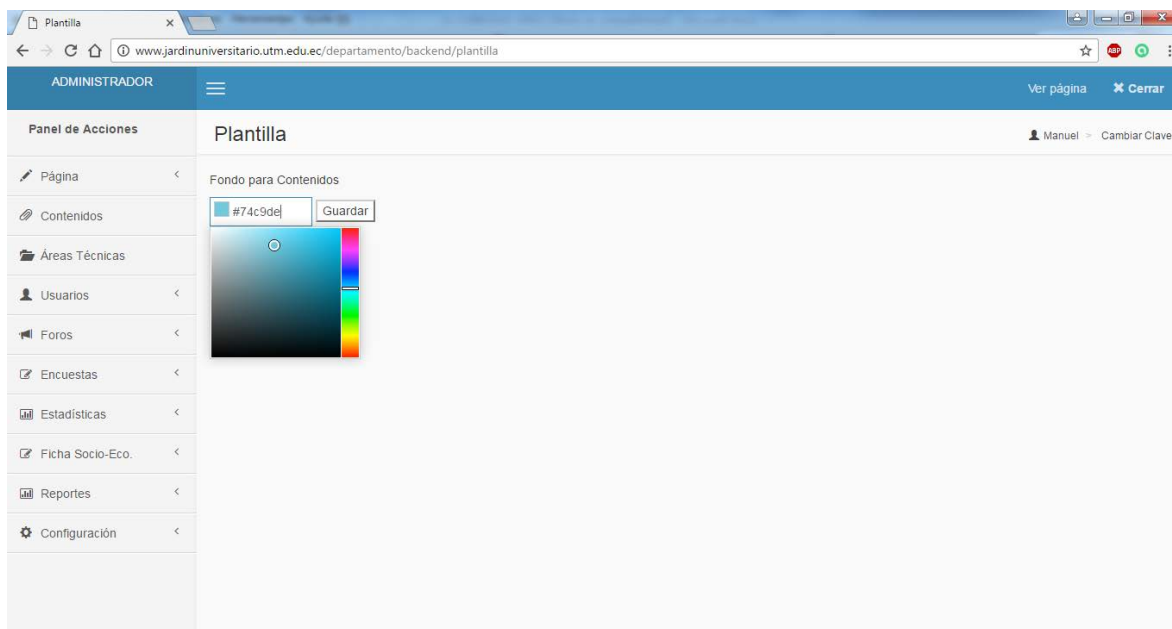 Plantilla
www.jardinuniversitario.utm.edu.ec/departamento/backend/plantilla
ABP
ADMINISTRADOR
Ver página
Cerrar
Panel de Acciones
Plantilla
Manuel > Cambiar Clave
Página
Fondo para Contenidos
#74c9de
Guardar
Contenidos
Áreas Técnicas
Usuarios
Foros
Encuestas
Estadísticas
Ficha Socio-Eco.
Reportes
Configuración